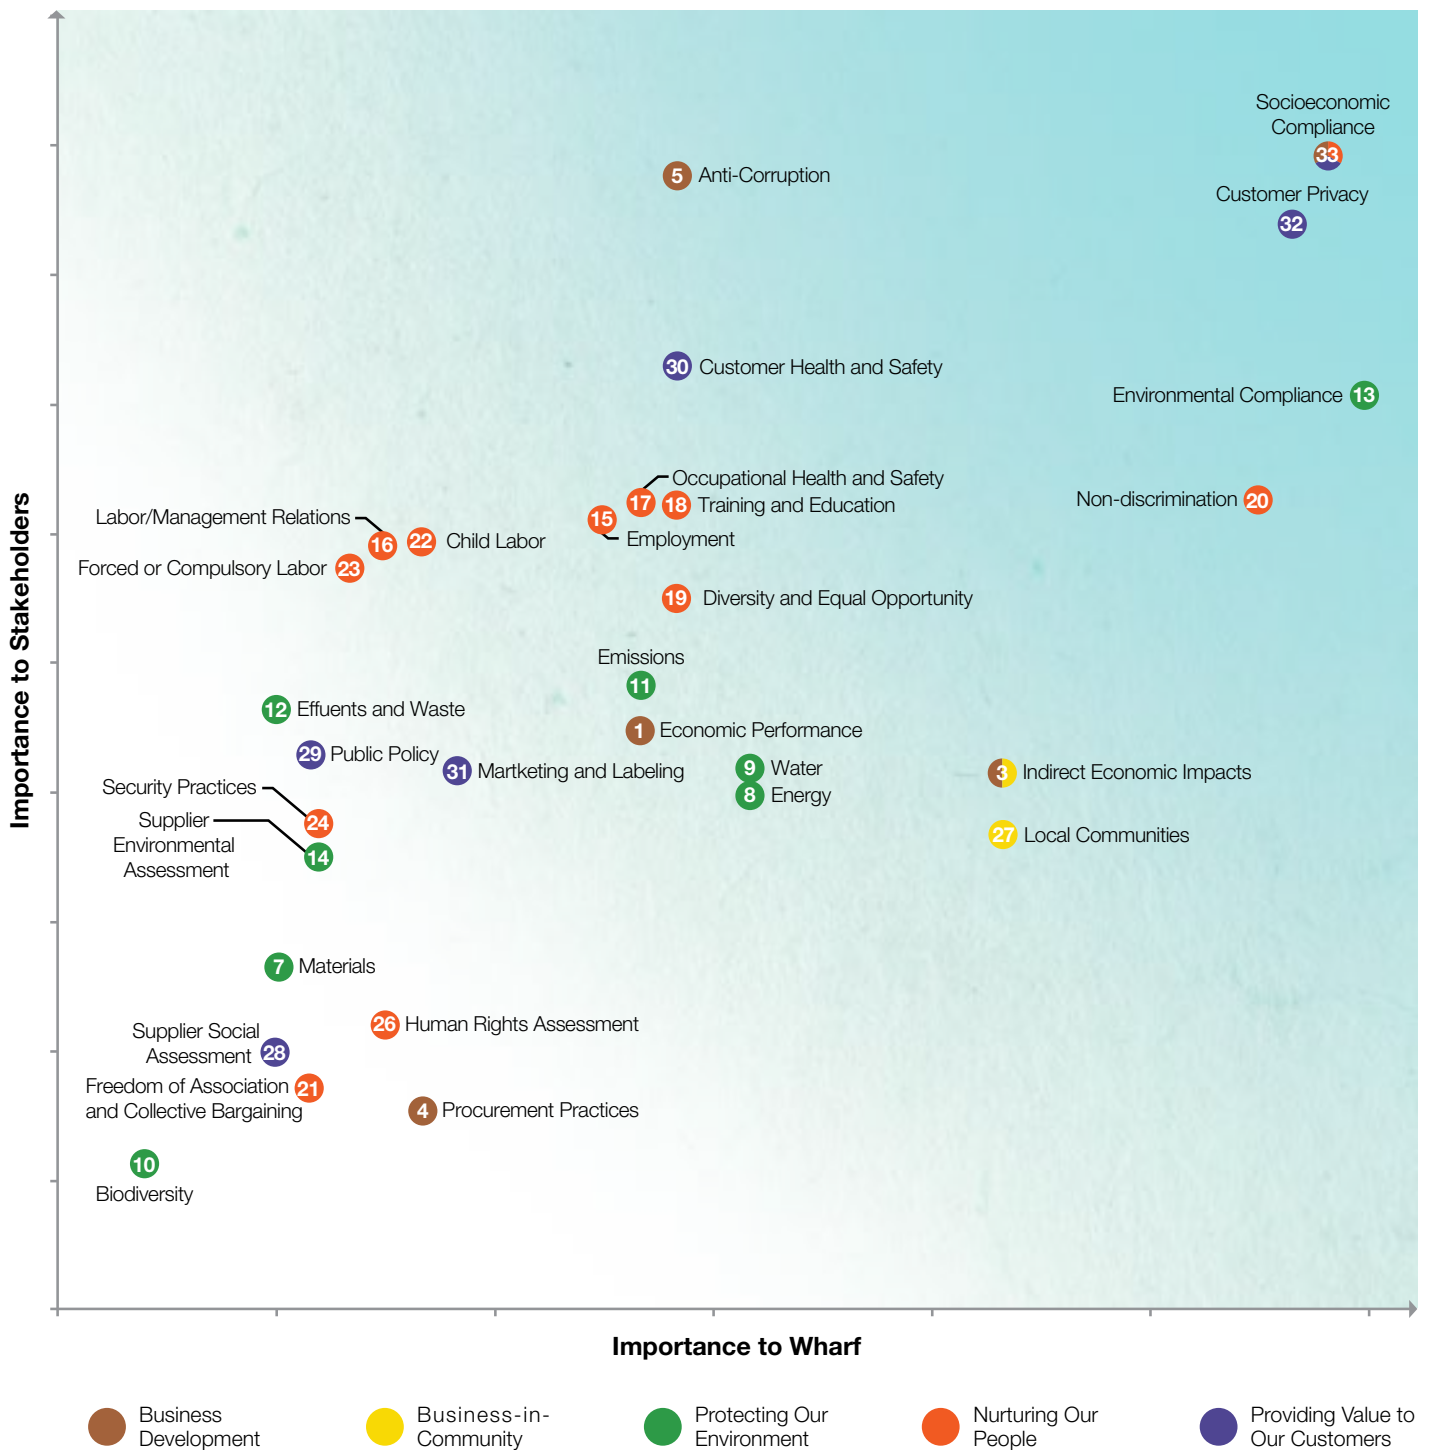 Socioeconomic
Compliance
33
5 Anti-Corruption
Customer Privacy
32
30 Customer Health and Safety
Environmental Compliance 13
Occupational Health and Safety
17
18 Training and Education
Non-discrimination 20
Labor/Management Relations
16
15
Employment
22 Child Labor
Forced or Compulsory Labor 23
19 Diversity and Equal Opportunity
Emissions
11
12 Effuents and Waste
1 Economic Performance
29 Public Policy
31 Martketing and Labeling
9 Water
8 Energy
3 Indirect Economic Impacts
Security Practices
24
Supplier
Environmental
Assessment
14
27 Local Communities
7 Materials
26 Human Rights Assessment
Supplier Social
Assessment 28
Freedom of Association
and Collective Bargaining
21
4 Procurement Practices
10
Biodiversity
Importance to Stakeholders
Importance to Wharf
Business
Development
Business-in-
Community
Protecting Our
Environment
Nurturing Our
People
Providing Value to
Our Customers